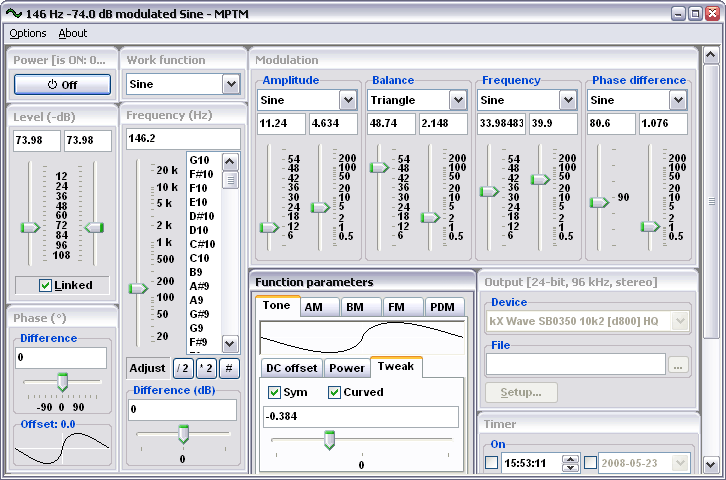 146 Hz -74.0 dB modulated Sine - MPTM
Options About
Power [is ON: 0...
Off
Work function
Sine
Modulation
Amplitude
Sine
11.24 4.634
54
48
42
36
30
24
18
12
6
200
100
50
20
10
5
2
1
0.5
Balance
Triangle
48.74 2.148
54
48
42
36
30
24
18
12
6
200
100
50
20
10
5
2
1
0.5
Frequency
Sine
33.98483 39.9
54
48
42
36
30
24
18
12
6
200
100
50
20
10
5
2
1
0.5
Phase difference
Sine
80.6 1.076
90
200
100
50
20
10
5
2
1
0.5
Level (-dB)
73.98 73.98
12
24
36
48
60
72
84
96
108
Linked
Frequency (Hz)
146.2
20 k
10 k
5 k
2 k
1 k
500
200
100
50
20
G10
F#10
F10
E10
D#10
D10
C#10
C10
B9
A#9
A9
G#9
G9
F#9
Adjust / 2 * 2 #
Difference (dB)
0
0
Phase (°)
Difference
0
-90 0 90
Offset: 0.0
Function parameters
Tone AM BM FM PDM
DC offset Power Tweak
Sym Curved
-0.384
0
Output [24-bit, 96 kHz, stereo]
Device
kX Wave SB0350 10k2 [d800] HQ
File
...
Setup...
Timer
On
15:53:11 2008-05-23